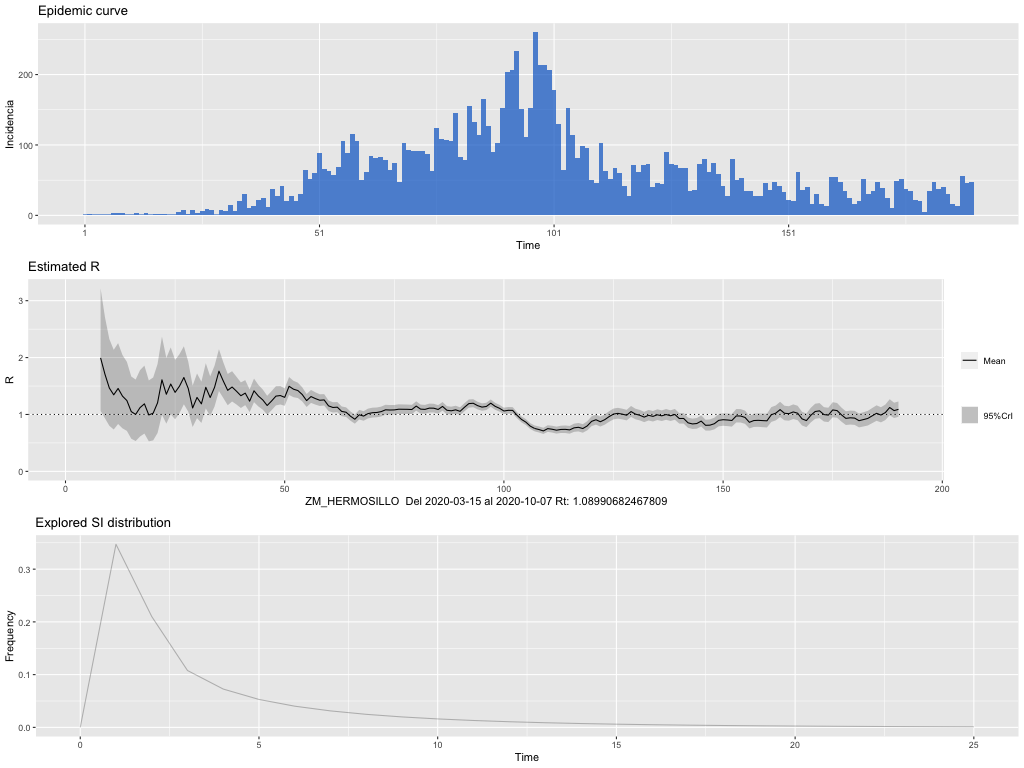 Epidemic curve
Incidencia
200
100
0
1 51 101 151
Time
Estimated R
R
3
2
1
0
0 50 100 150 200
Mean
95%CrI
ZM_HERMOSILLO Del 2020-03-15 al 2020-10-07 Rt: 1.08990682467809
Explored SI distribution
Frequency
0.3
0.2
0.1
0.0
0 5 10 15 20 25
Time